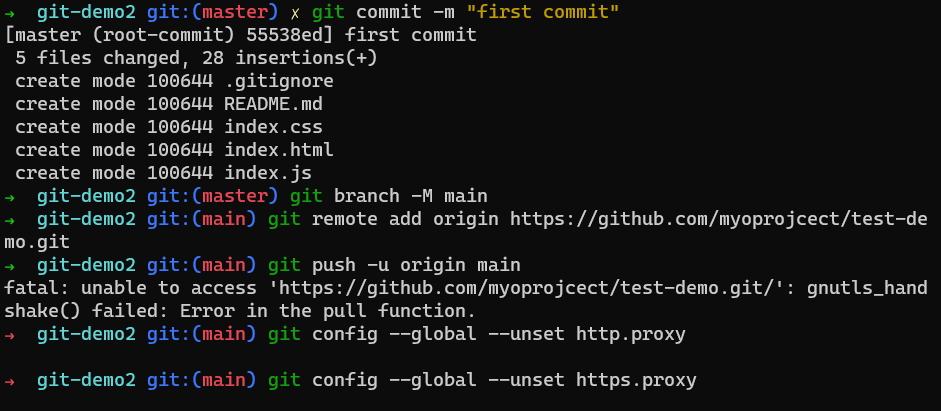 →  git-demo2 git:(master) ✗ git commit -m "first commit"
[master (root-commit) 55538ed] first commit
 5 files changed, 28 insertions(+)
 create mode 100644 .gitignore
 create mode 100644 README.md
 create mode 100644 index.css
 create mode 100644 index.html
 create mode 100644 index.js
→  git-demo2 git:(master) git branch -M main
→  git-demo2 git:(main) git remote add origin https://github.com/myoprojcect/test-de
mo.git
→  git-demo2 git:(main) git push -u origin main
fatal: unable to access 'https://github.com/myoprojcect/test-demo.git/': gnutls_hand
shake() failed: Error in the pull function.
→  git-demo2 git:(main) git config --global --unset http.proxy
→  git-demo2 git:(main) git config --global --unset https.proxy